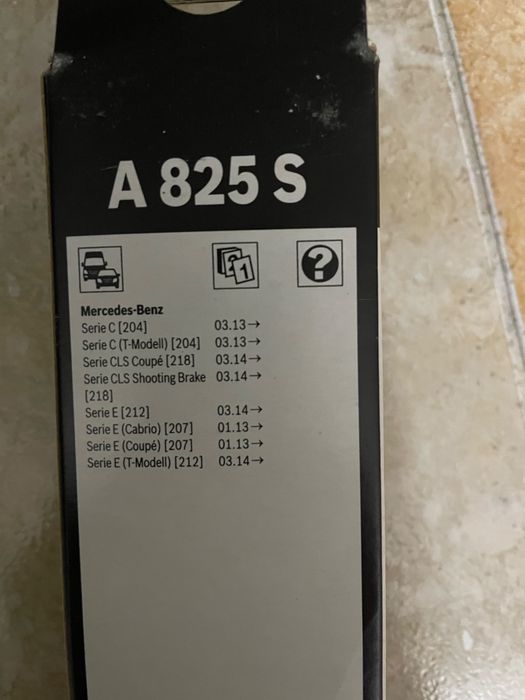 A 825 S
Mercedes-Benz
Serie C [204] 03.13→
Serie C (T-Modell) [204] 03.13→
Serie CLS Coupé [218] 03.14→
Serie CLS Shooting Brake 03.14→
[218]
Serie E [212] 03.14→
Serie E (Cabrio) [207] 01.13→
Serie E (Coupé) [207] 01.13→
Serie E (T-Modell) [212] 03.14→